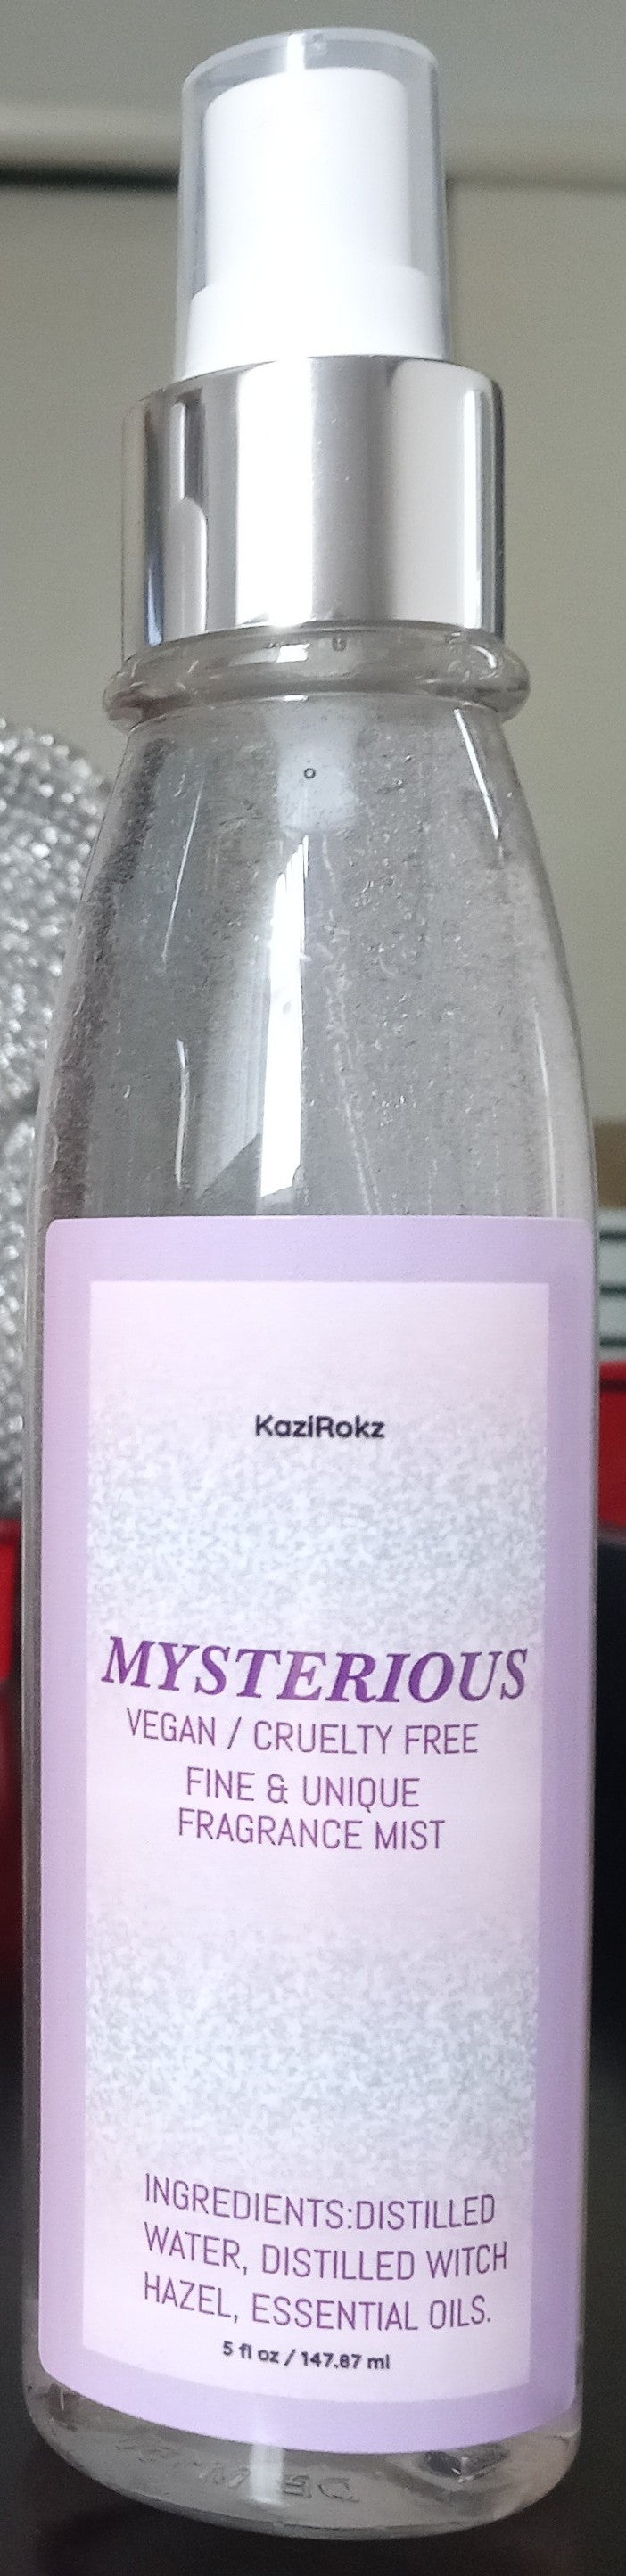 KaziRokz
MYSTERIOUS
VEGAN / CRUELTY FREE
FINE & UNIQUE
FRAGRANCE MIST
INGREDIENTS:DISTILLED
WATER, DISTILLED WITCH
HAZEL, ESSENTIAL OILS.
5 fl oz / 147.87 ml